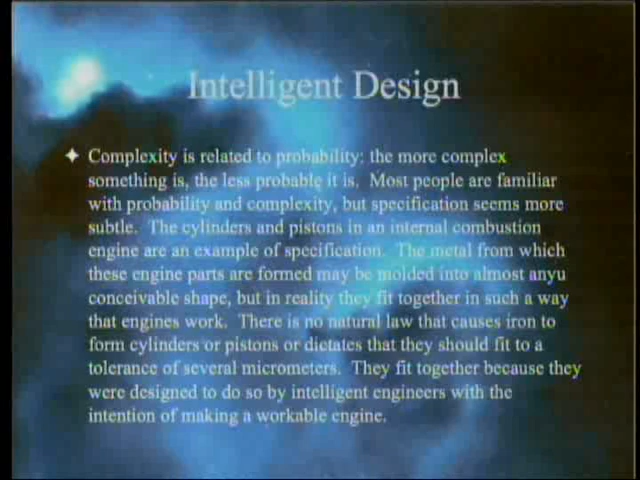 Intelligent Design
Complexity is related to probability: the more complex
something is, the less probable it is. Most people are familiar
with probability and complexity, but specification seems more
subtle. The cylinders and pistons in an internal combustion
engine are an example of specification. The metal from which
these engine parts are formed may be molded into almost anyu
conceivable shape, but in reality they fit together in such a way
that engines work. There is no natural law that causes iron to
form cylinders or pistons or dictates that they should fit to a
tolerance of several micrometers. They fit together because they
were designed to do so by intelligent engineers with the
intention of making a workable engine.